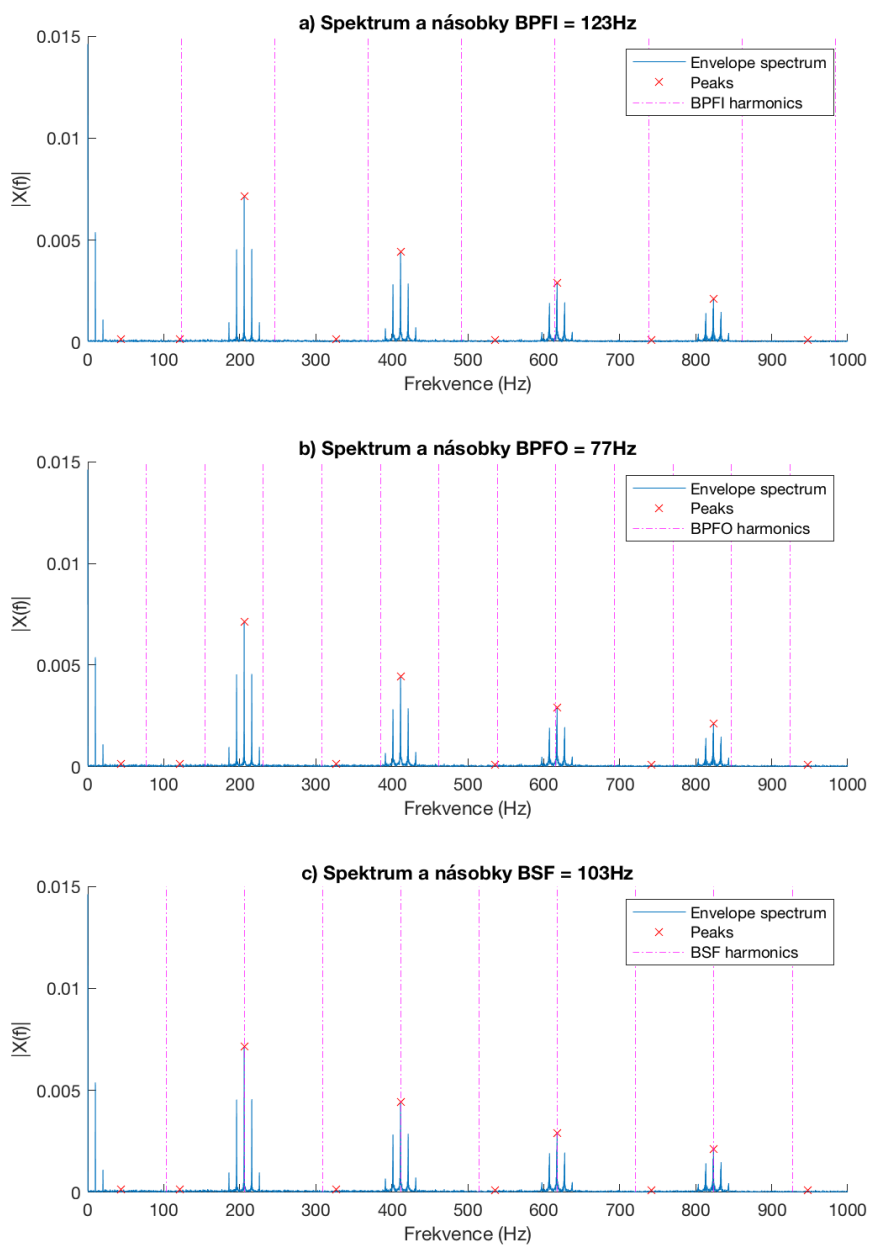 a) Spektrum a násobky BPFI = 123Hz
0.015
Envelope spectrum
Peaks
BPFI harmonics
0.01
|X(f)|
0.005
0
0 100 200 300 400 500 600 700 800 900 1000
Frekvence (Hz)
b) Spektrum a násobky BPFO = 77Hz
0.015
Envelope spectrum
Peaks
BPFO harmonics
0.01
|X(f)|
0.005
0
0 100 200 300 400 500 600 700 800 900 1000
Frekvence (Hz)
c) Spektrum a násobky BSF = 103Hz
0.015
Envelope spectrum
Peaks
BSF harmonics
0.01
|X(f)|
0.005
0
0 100 200 300 400 500 600 700 800 900 1000
Frekvence (Hz)